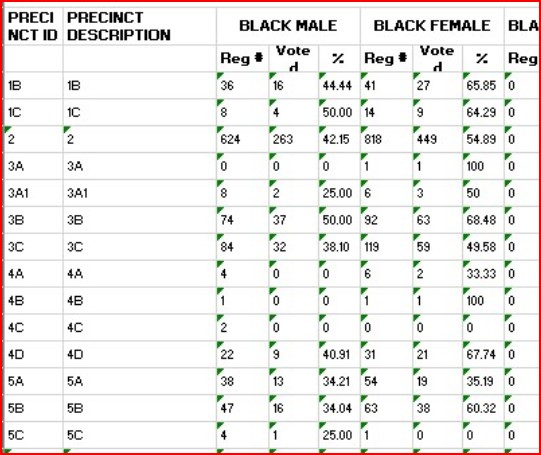 PRECI NCT ID PRECINCT DESCRIPTION BLACK MALE BLACK FEMALE BLA
Reg # Vote d % Reg # Vote d % Reg
1B 1B 36 16 44.44 41 27 65.85 0
1C 1C 8 4 50.00 14 9 64.29 0
2 2 624 263 42.15 818 449 54.89 0
3A 3A 0 0 0 1 1 100 0
3A1 3A1 8 2 25.00 6 3 50 0
3B 3B 74 37 50.00 92 63 68.48 0
3C 3C 84 32 38.10 119 59 49.58 0
4A 4A 4 0 0 6 2 33.33 0
4B 4B 1 0 0 1 1 100 0
4C 4C 2 0 0 0 0 0 0
4D 4D 22 9 40.91 31 21 67.74 0
5A 5A 38 13 34.21 54 19 35.19 0
5B 5B 47 16 34.04 63 38 60.32 0
5C 5C 4 1 25.00 1 0 0 0